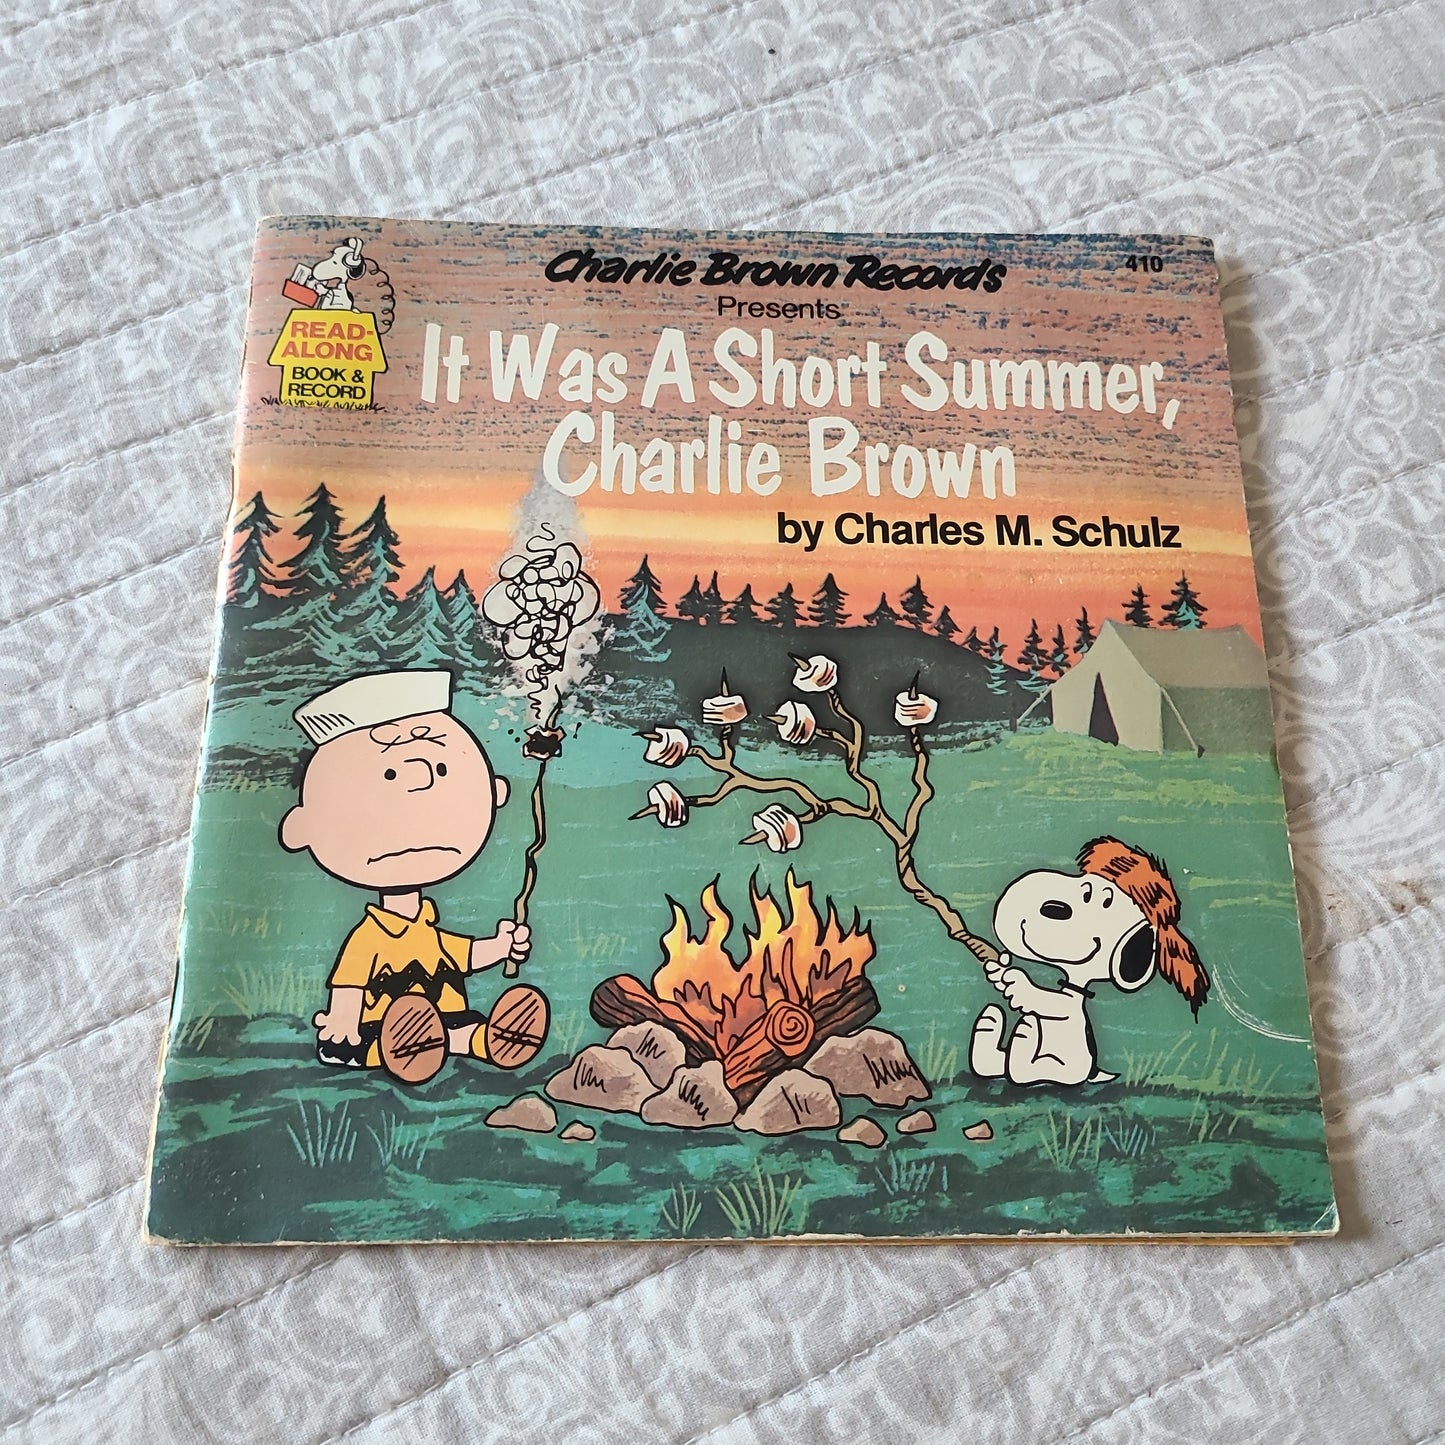 Charlie Brown Records
410
Presents
READ-
ALONG
BOOK &
RECORD
It Was A Short Summer,
Charlie Brown
by Charles M. Schulz